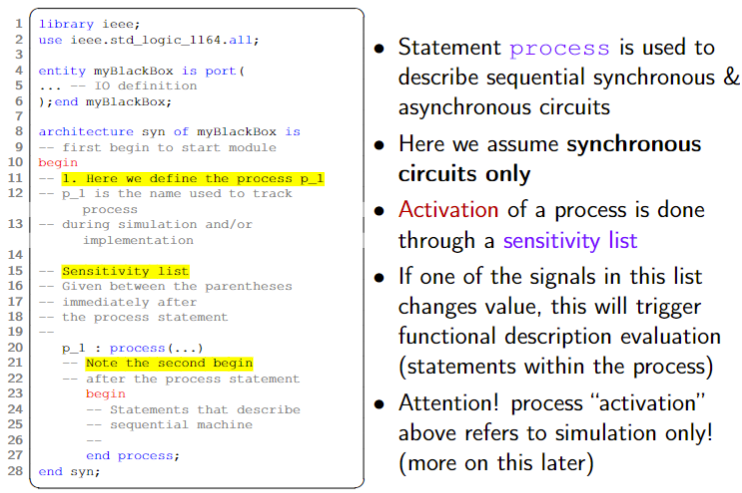 1 library ieee;
2 use ieee.std_logic_1164.all;
3
4 entity myBlackBox is port(
5 ... -- IO definition
6 );end myBlackBox;
7
8 architecture syn of myBlackBox is
9 -- first begin to start module
10 begin
11 -- 1. Here we define the process p_1
12 -- p_1 is the name used to track
process
13 -- during simulation and/or
implementation
14
15 -- Sensitivity list
16 -- Given between the parentheses
17 -- immediately after
18 -- the process statement
19 --
20 p_1 : process(...)
21 -- Note the second begin
22 -- after the process statement
23 begin
24 -- Statements that describe
25 -- sequential machine
26 --
27 end process;
28 end syn;
• Statement process is used to
describe sequential synchronous &
asynchronous circuits
• Here we assume synchronous
circuits only
• Activation of a process is done
through a sensitivity list
• If one of the signals in this list
changes value, this will trigger
functional description evaluation
(statements within the process)
• Attention! process “activation”
above refers to simulation only!
(more on this later)